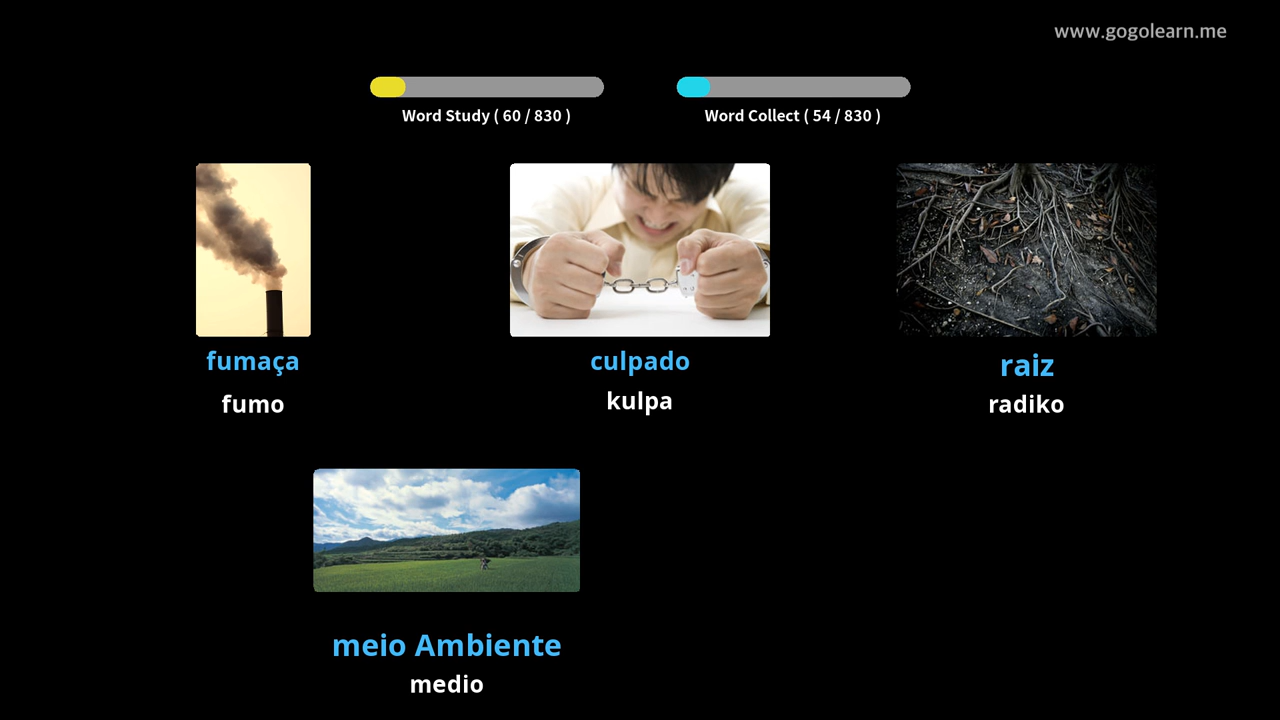 www.gogolearn.me
Word Study ( 60 / 830 )
Word Collect ( 54 / 830 )
fumaça
fumo
culpado
kulpa
raiz
radiko
meio Ambiente
medio